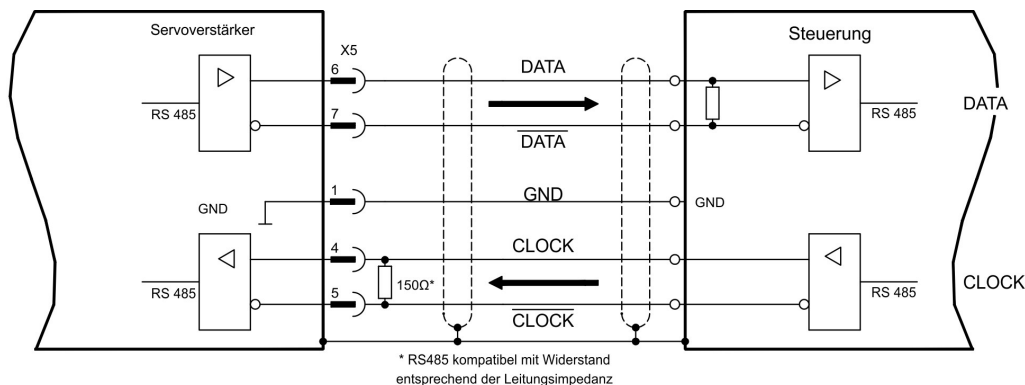 Servoverstärker
X5
Steuerung
6
DATA
RS 485
RS 485
DATA
7
DATA
1
GND
GND
GND
4
CLOCK
RS 485
150Ω*
RS 485
CLOCK
5
CLOCK
* RS485 kompatibel mit Widerstand
entsprechend der Leitungsimpedanz